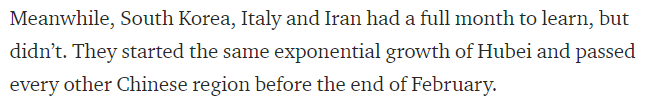 Meanwhile, South Korea, Italy and Iran had a full month to learn, but
didn’t. They started the same exponential growth of Hubei and passed
every other Chinese region before the end of February.